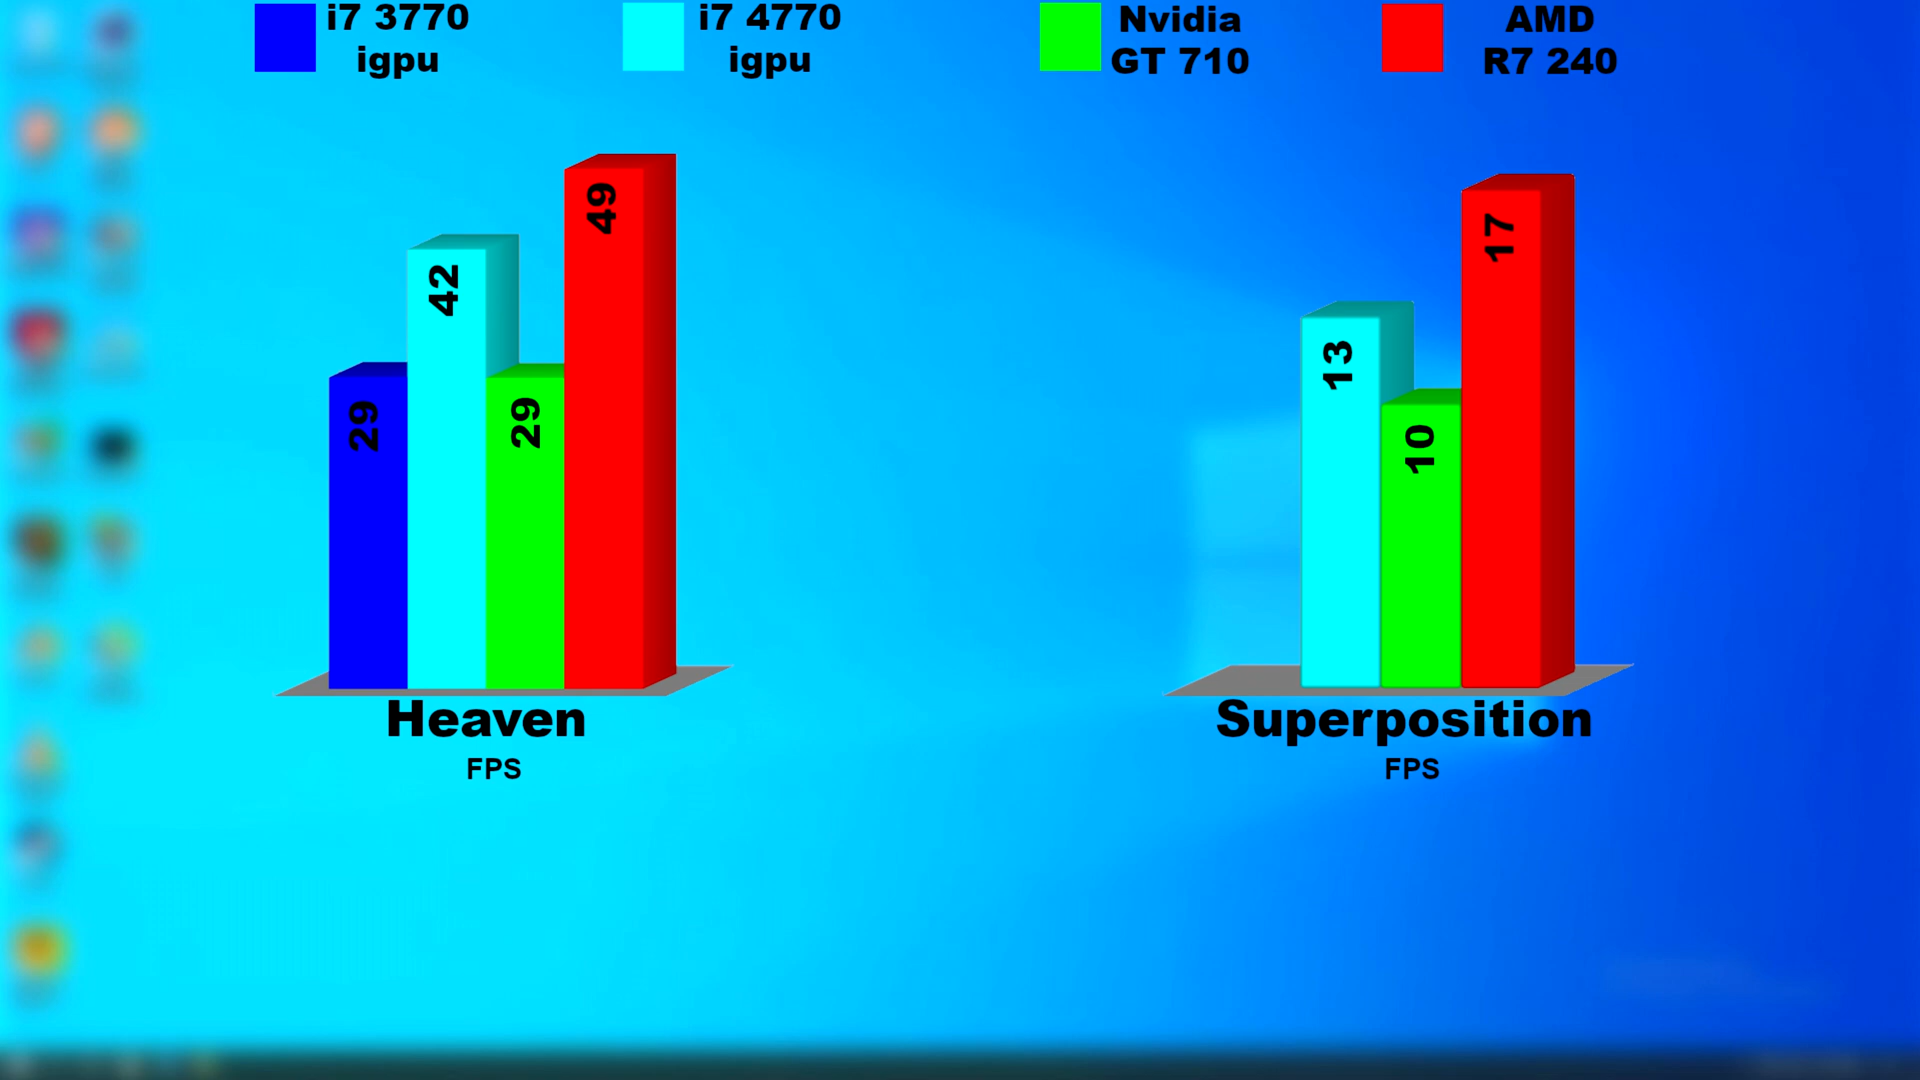 i7 3770
igpu
i7 4770
igpu
Nvidia
GT 710
AMD
R7 240
29
42
29
49
Heaven
FPS
13
10
17
Superposition
FPS